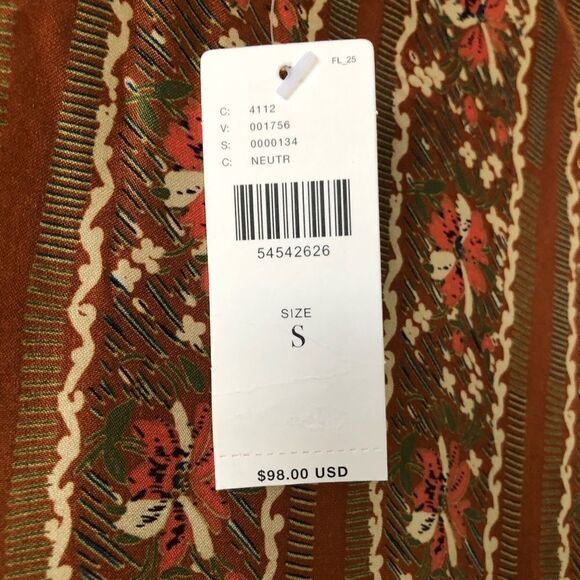 FL_25
C: 4112
V: 001756
S: 0000134
C: NEUTR
54542626
SIZE
S
$98.00 USD